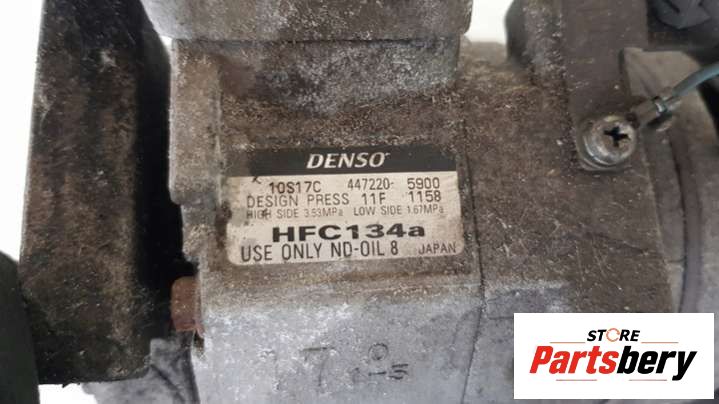 DENSO
10S17C 447220- 5900
DESIGN PRESS 11F 1158
HIGH SIDE 3.53MPa LOW SIDE 1.67MPa
HFC134a
USE ONLY ND-OIL 8 JAPAN
STORE
Partsbery